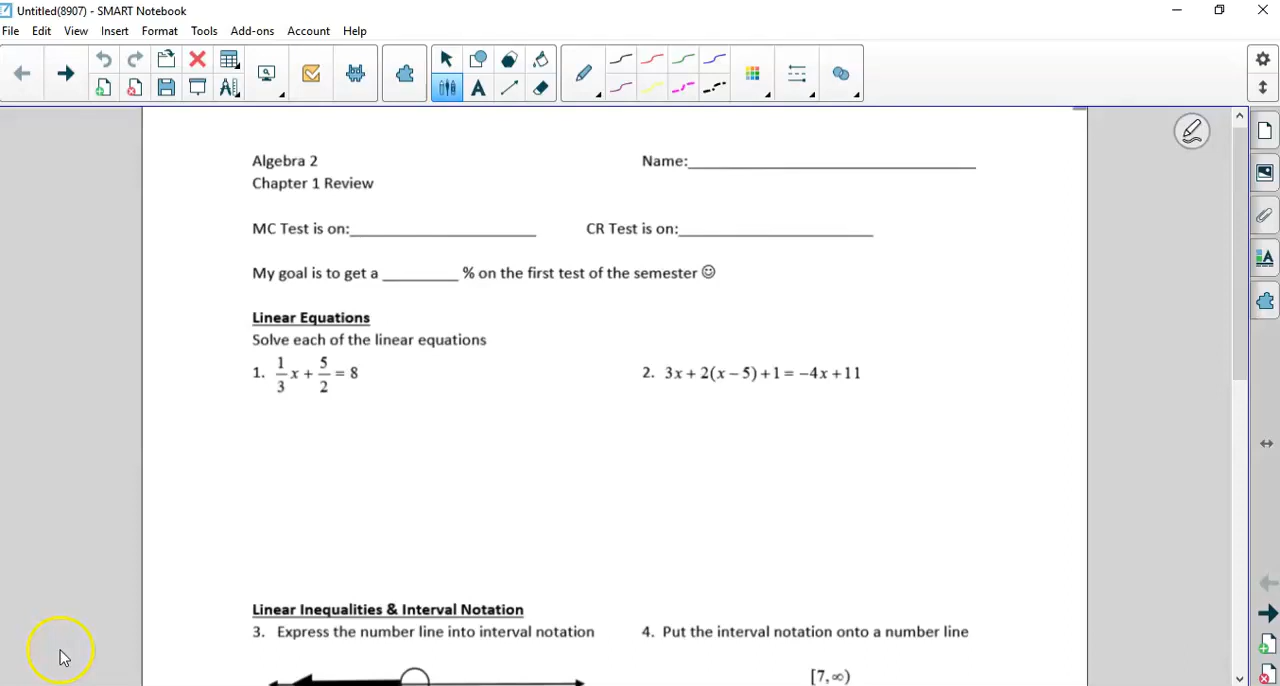 Untitled(8907) - SMART Notebook
File Edit View Insert Format Tools Add-ons Account Help
Algebra 2 Name:
Chapter 1 Review
MC Test is on: CR Test is on:
My goal is to get a ________ % on the first test of the semester ☺
Linear Equations
Solve each of the linear equations
1. 1/3 x + 5/2 = 8 2. 3x + 2(x − 5) + 1 = −4x + 11
Linear Inequalities & Interval Notation
3. Express the number line into interval notation 4. Put the interval notation onto a number line
[7, ∞)